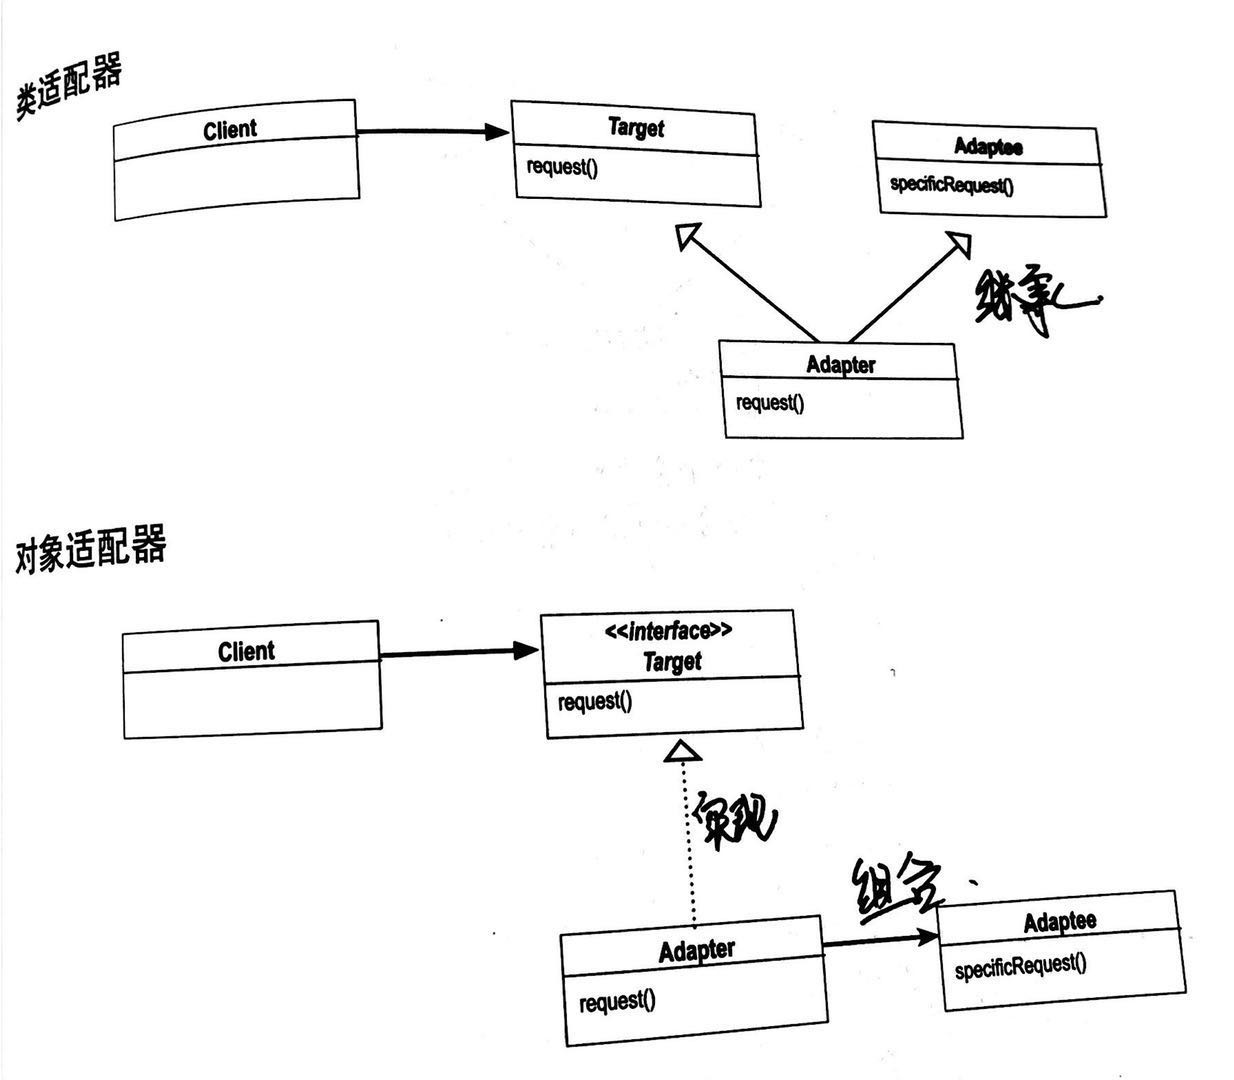 类适配器
Client
Target
request()
Adaptee
specificRequest()
继承
Adapter
request()
对象适配器
Client
<<interface>>
Target
request()
实现
组合
Adapter
request()
Adaptee
specificRequest()